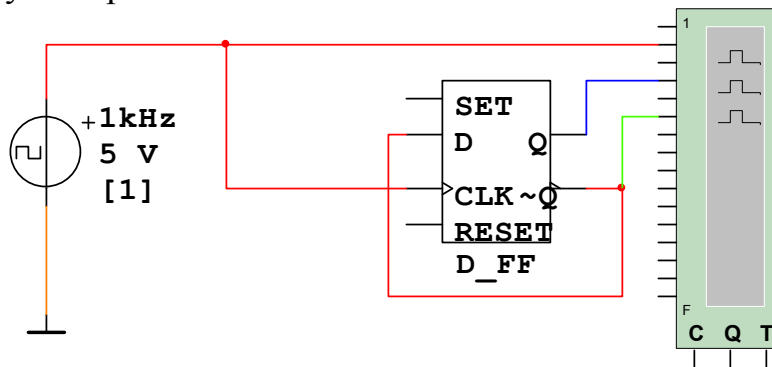 1
+1kHz
5 V
[1]
SET
D Q
CLK ~Q
RESET
D_FF
F
C Q T